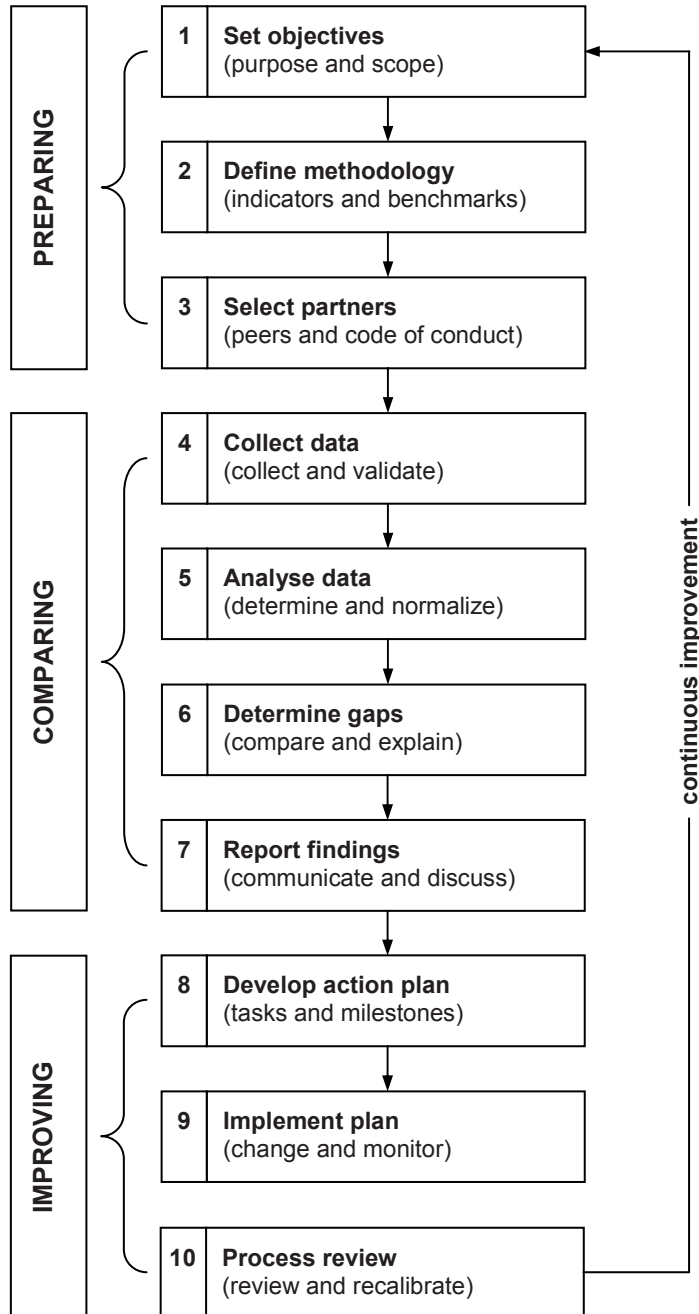 PREPARING
1 Set objectives
(purpose and scope)
2 Define methodology
(indicators and benchmarks)
3 Select partners
(peers and code of conduct)
COMPARING
4 Collect data
(collect and validate)
5 Analyse data
(determine and normalize)
6 Determine gaps
(compare and explain)
7 Report findings
(communicate and discuss)
IMPROVING
8 Develop action plan
(tasks and milestones)
9 Implement plan
(change and monitor)
10 Process review
(review and recalibrate)
continuous improvement